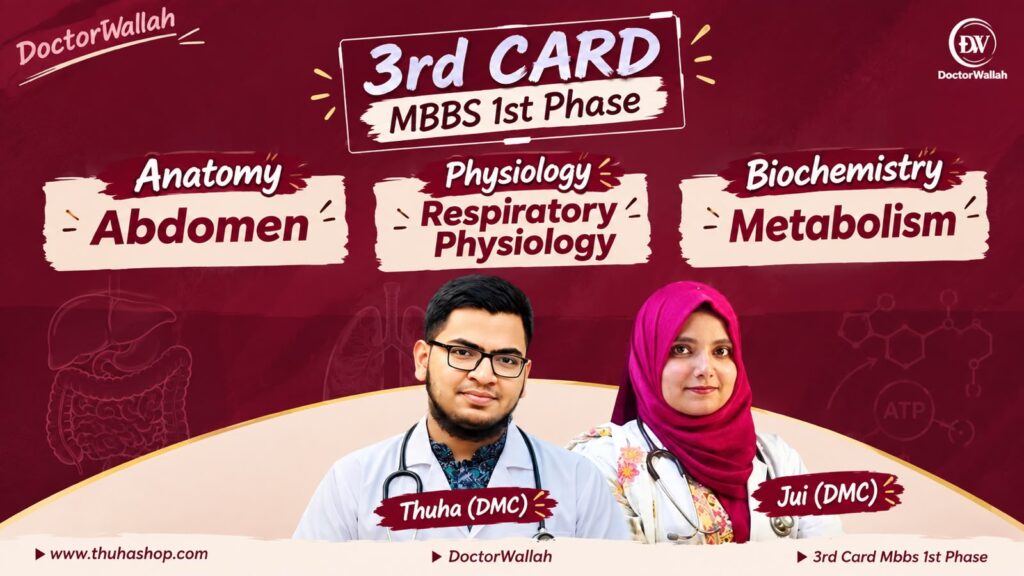 DoctorWallah
3rd CARD
MBBS 1st Phase
DW
DoctorWallah
Anatomy
Abdomen
Physiology
Respiratory
Physiology
Biochemistry
Metabolism
ATP
Thuha (DMC)
Jui (DMC)
www.thuhashop.com
DoctorWallah
3rd Card Mbbs 1st Phase